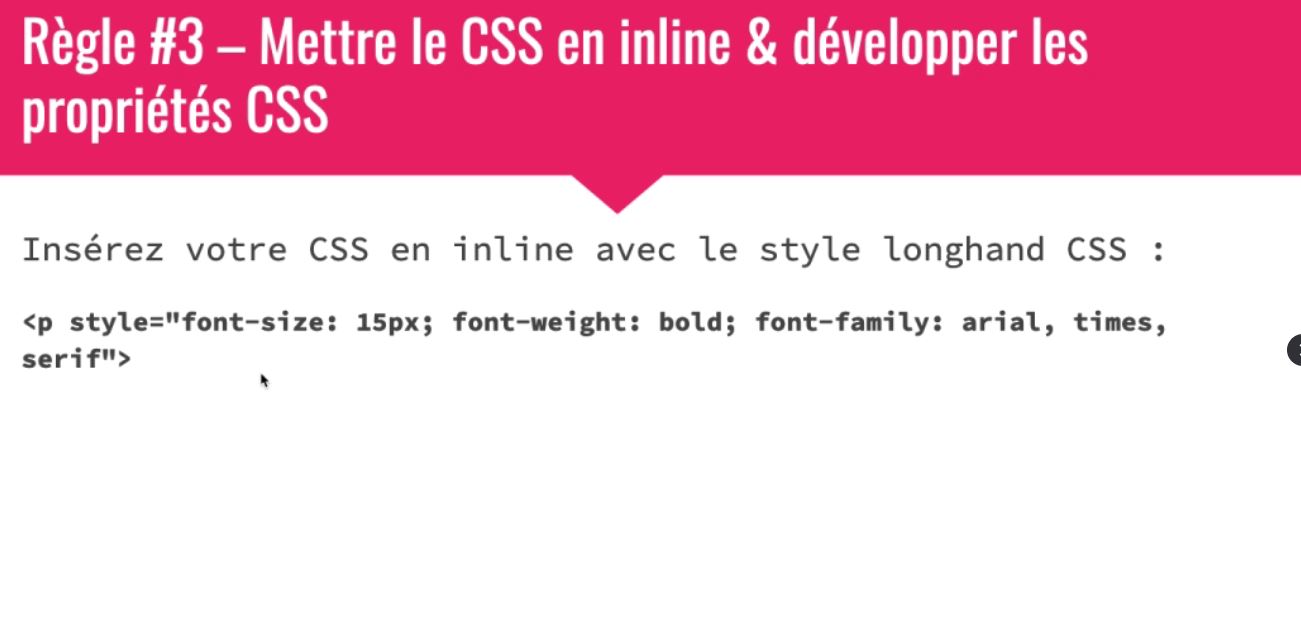 Règle #3 – Mettre le CSS en inline & développer les
propriétés CSS
Insérez votre CSS en inline avec le style longhand CSS :
<p style="font-size: 15px; font-weight: bold; font-family: arial, times,
serif">